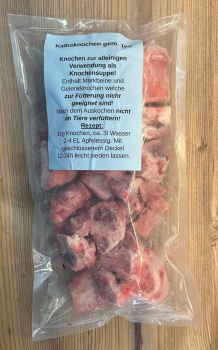 Kalbsknochen gem. 1kg
Knochen zur alleinigen
Verwendung als
Knochensuppe!
Enthält Markbeine und
Gelenkknochen welche
zur Fütterung nicht
geeignet sind!
nach dem Auskochen nicht
an Tiere verfüttern!
Rezept:
1kg Knochen, ca. 3l Wasser
2-4 EL Apfelessig. Mit
geschlossenem Deckel
12-24h leicht sieden lassen.